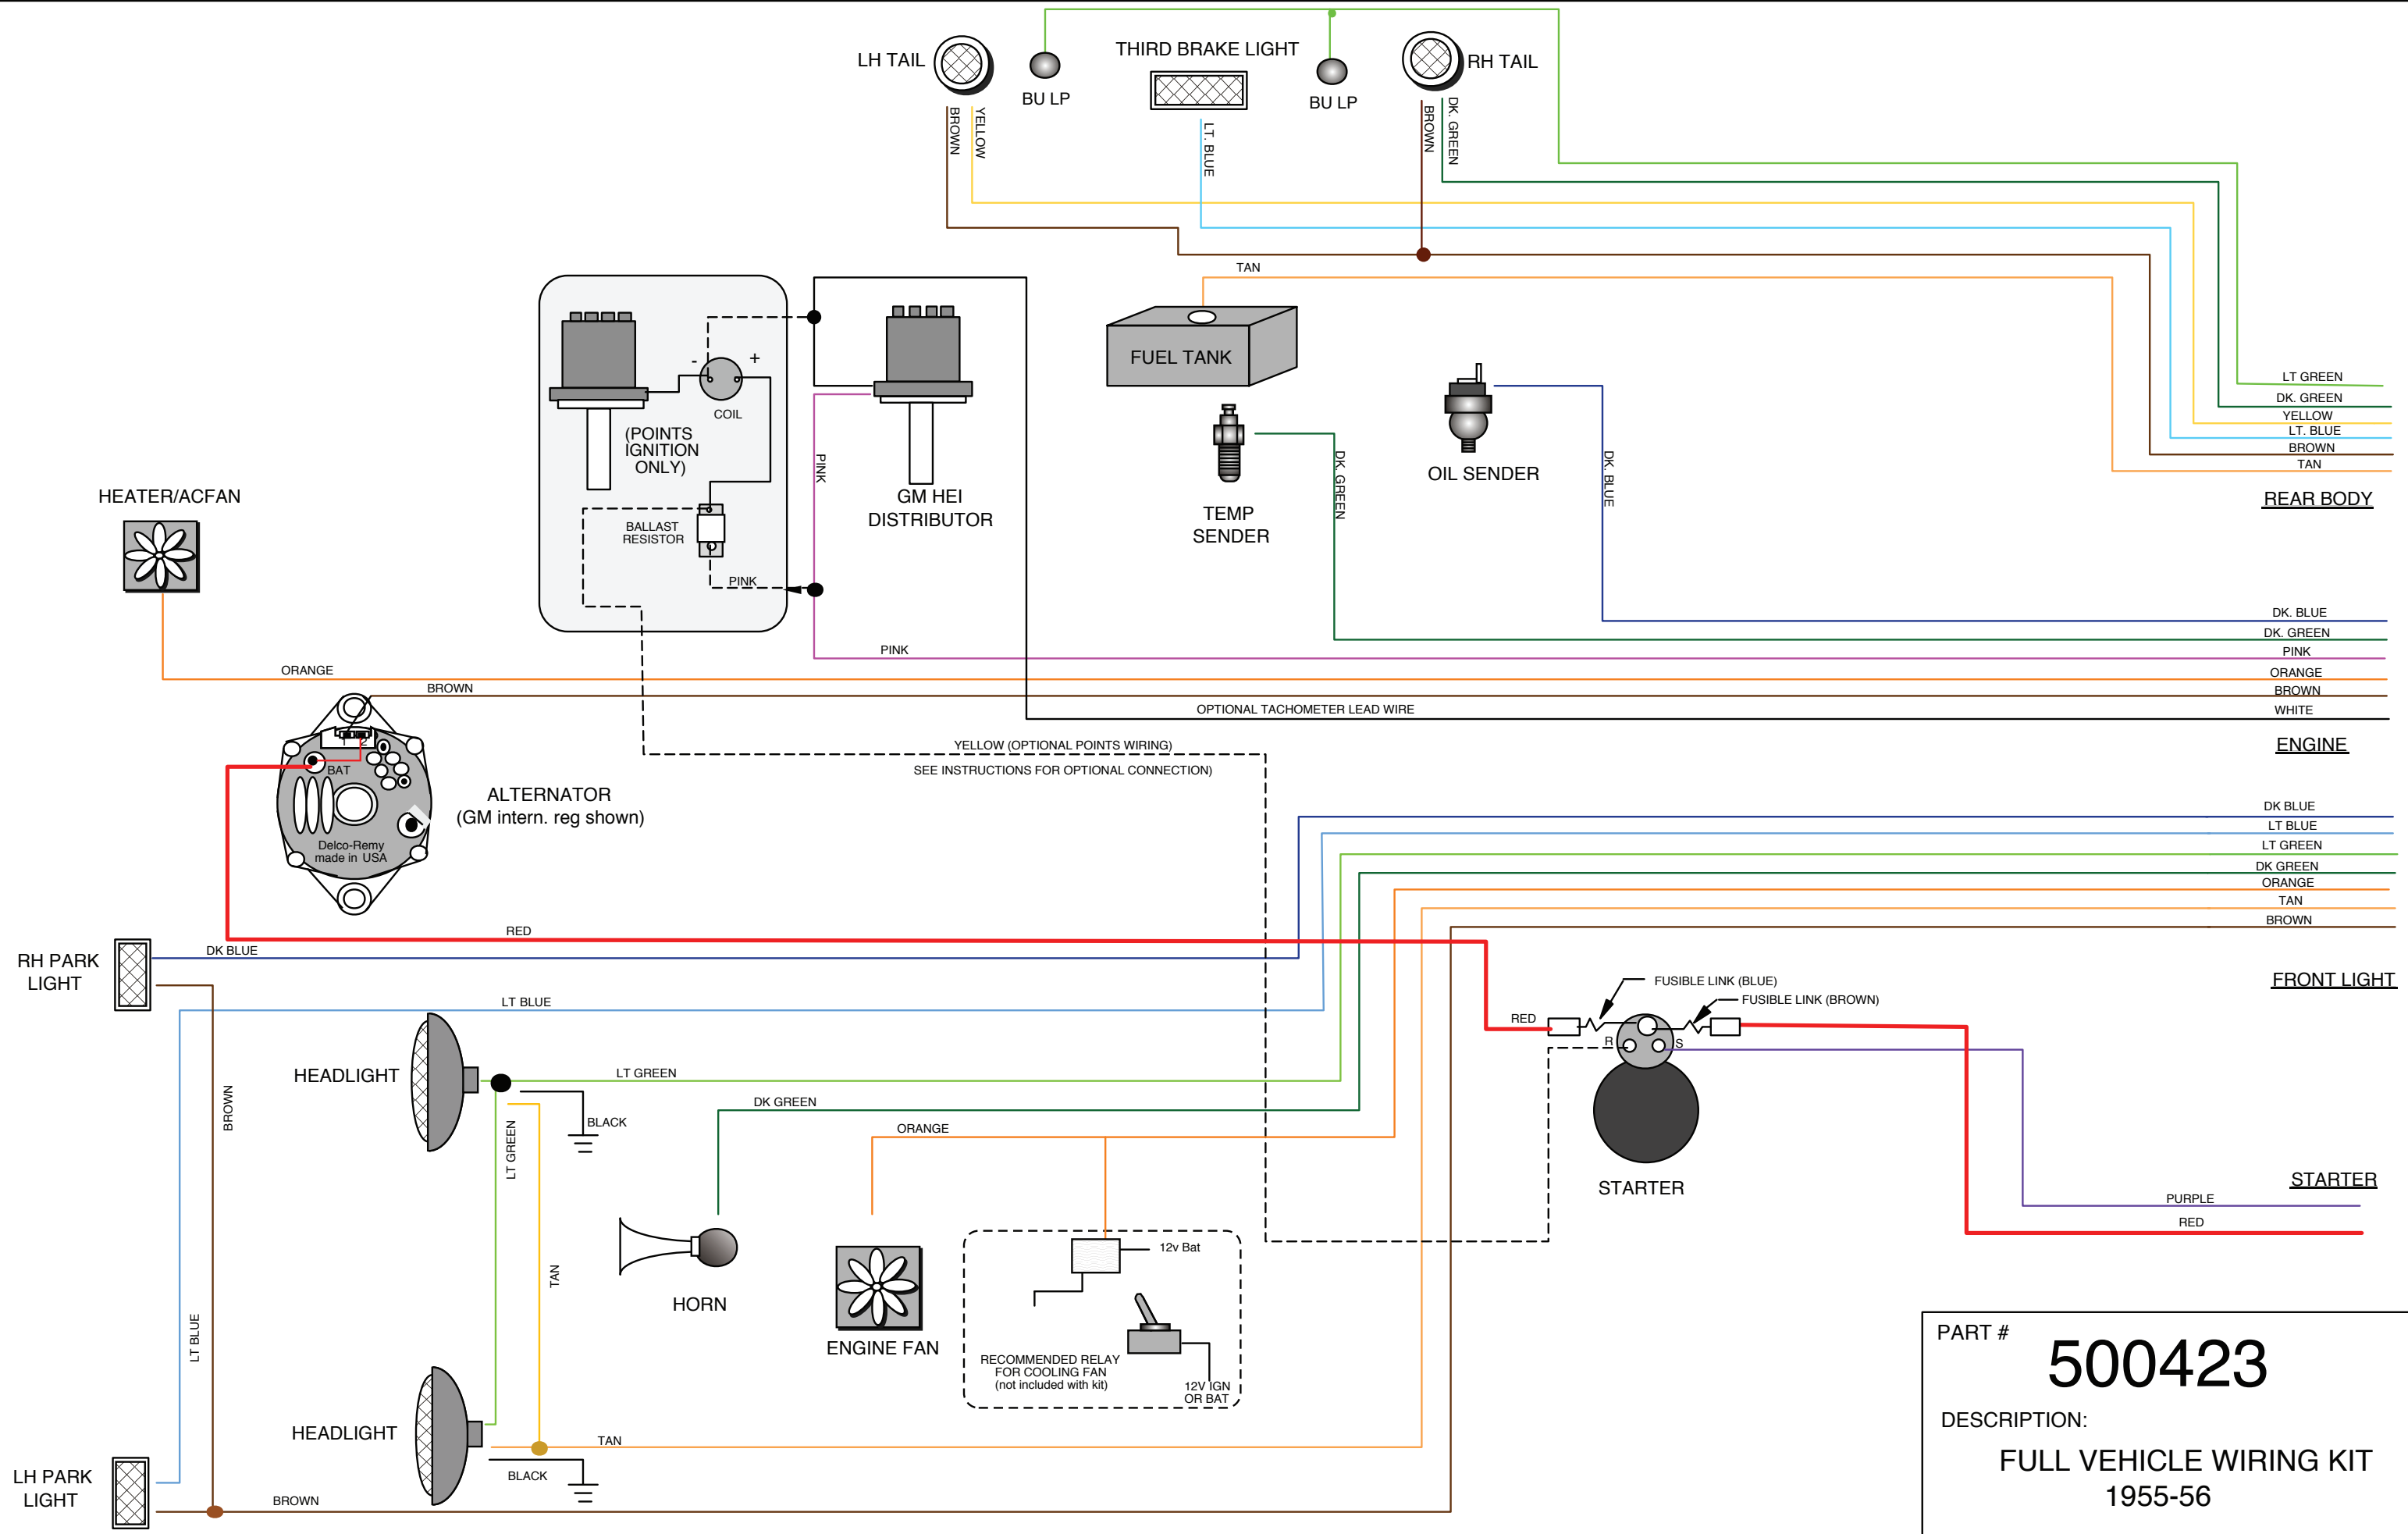 LH TAIL
BU LP
THIRD BRAKE LIGHT
BU LP
RH TAIL
BROWN
YELLOW
LT. BLUE
BROWN
DK. GREEN
TAN
FUEL TANK
LT GREEN
DK. GREEN
YELLOW
LT. BLUE
BROWN
TAN
REAR BODY
-
+
COIL
(POINTS
IGNITION
ONLY)
BALLAST
RESISTOR
PINK
PINK
GM HEI
DISTRIBUTOR
TEMP
SENDER
DK. GREEN
OIL SENDER
DK. BLUE
HEATER/ACFAN
ORANGE
BROWN
PINK
OPTIONAL TACHOMETER LEAD WIRE
YELLOW (OPTIONAL POINTS WIRING)
SEE INSTRUCTIONS FOR OPTIONAL CONNECTION)
DK. BLUE
DK. GREEN
PINK
ORANGE
BROWN
WHITE
ENGINE
1 2
BAT
Delco-Remy
made in USA
ALTERNATOR
(GM intern. reg shown)
DK BLUE
LT BLUE
LT GREEN
DK GREEN
ORANGE
TAN
BROWN
FRONT LIGHT
RED
RH PARK
LIGHT
DK BLUE
LT BLUE
BROWN
LT BLUE
HEADLIGHT
LT GREEN
BLACK
LT GREEN
TAN
DK GREEN
ORANGE
HORN
ENGINE FAN
12v Bat
RECOMMENDED RELAY
FOR COOLING FAN
(not included with kit)
12V IGN
OR BAT
HEADLIGHT
TAN
BLACK
LH PARK
LIGHT
BROWN
RED
FUSIBLE LINK (BLUE)
FUSIBLE LINK (BROWN)
R
S
STARTER
STARTER
PURPLE
RED
PART #
500423
DESCRIPTION:
FULL VEHICLE WIRING KIT
1955-56